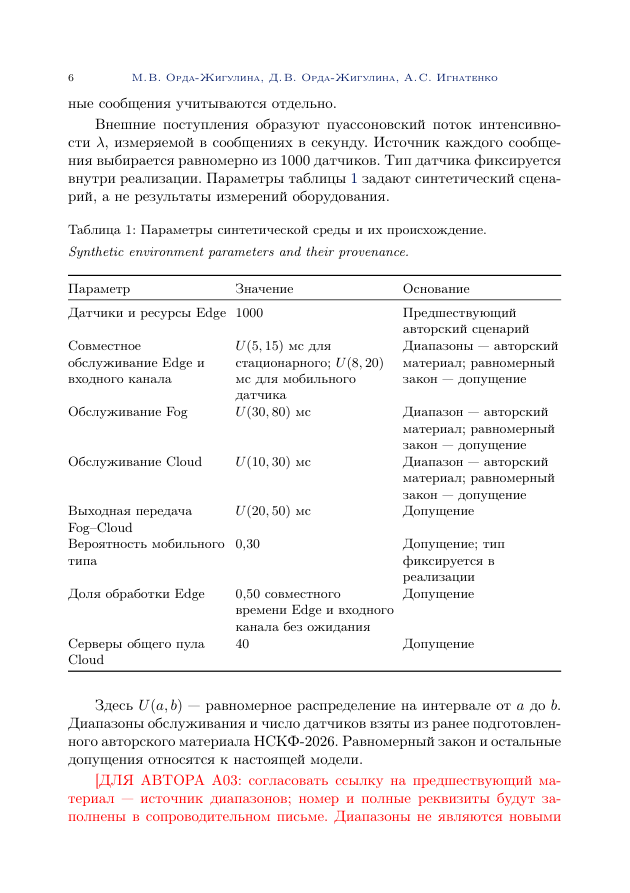 6 М. В. Орда-Жигулина, Д. В. Орда-Жигулина, А. С. Игнатенко
ные сообщения учитываются отдельно.
Внешние поступления образуют пуассоновский поток интенсивно-
сти λ, измеряемой в сообщениях в секунду. Источник каждого сообще-
ния выбирается равномерно из 1000 датчиков. Тип датчика фиксируется
внутри реализации. Параметры таблицы 1 задают синтетический сцена-
рий, а не результаты измерений оборудования.
Таблица 1: Параметры синтетической среды и их происхождение.
Synthetic environment parameters and their provenance.
Параметр Значение Основание
Датчики и ресурсы Edge 1000 Предшествующий
авторский сценарий
Совместное U(5, 15) мс для Диапазоны — авторский
обслуживание Edge и стационарного; U(8, 20) материал; равномерный
входного канала мс для мобильного закон — допущение
датчика
Обслуживание Fog U(30, 80) мс Диапазон — авторский
материал; равномерный
закон — допущение
Обслуживание Cloud U(10, 30) мс Диапазон — авторский
материал; равномерный
закон — допущение
Выходная передача U(20, 50) мс Допущение
Fog–Cloud
Вероятность мобильного 0,30 Допущение; тип
типа фиксируется в
реализации
Доля обработки Edge 0,50 совместного Допущение
времени Edge и входного
канала без ожидания
Серверы общего пула 40 Допущение
Cloud
Здесь U(a, b) — равномерное распределение на интервале от a до b.
Диапазоны обслуживания и число датчиков взяты из ранее подготовлен-
ного авторского материала НСКФ-2026. Равномерный закон и остальные
допущения относятся к настоящей модели.
[ДЛЯ АВТОРА А03: согласовать ссылку на предшествующий ма-
териал — источник диапазонов; номер и полные реквизиты будут за-
полнены в сопроводительном письме. Диапазоны не являются новыми